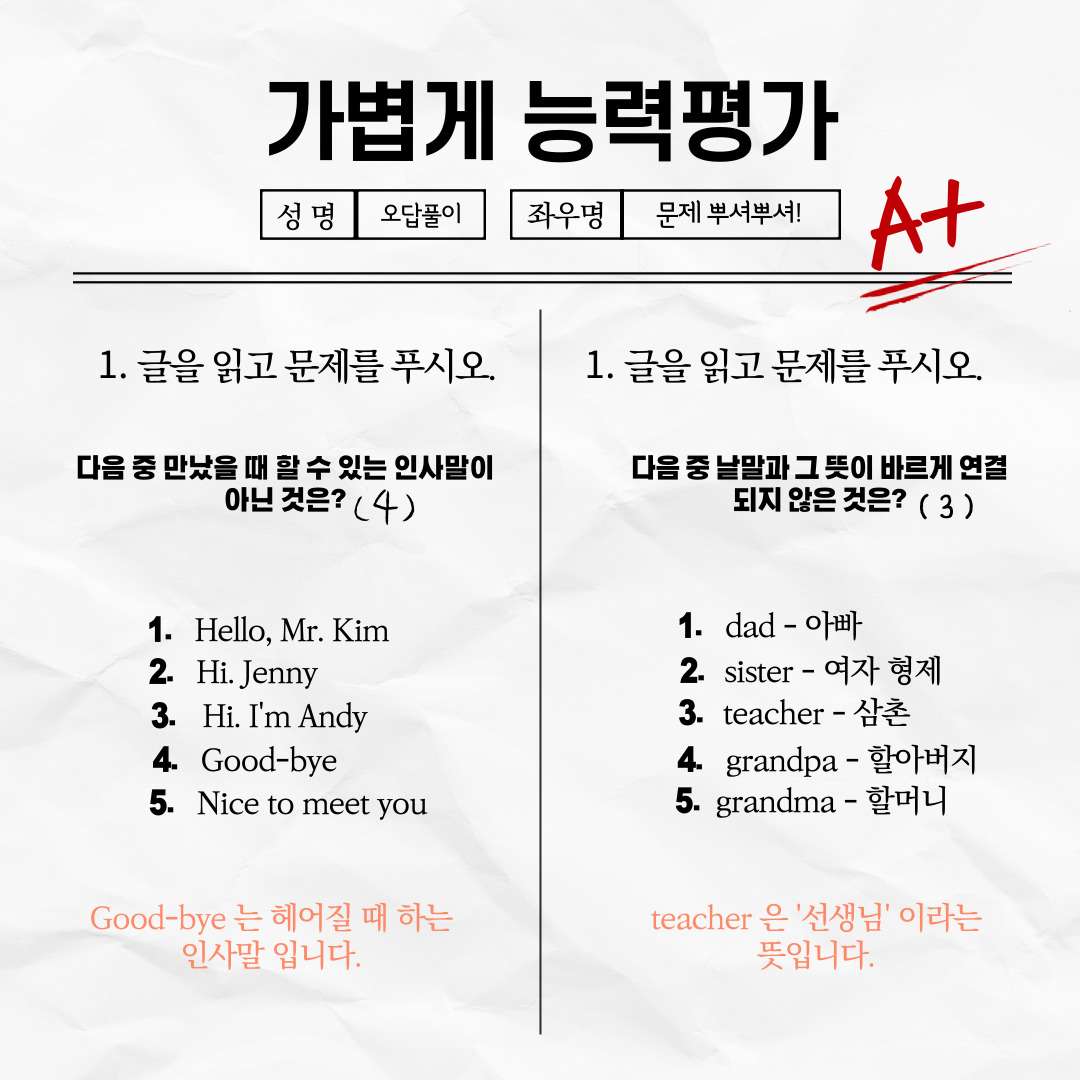 가볍게 능력평가
성 명 오답풀이 좌우명 문제 뿌셔뿌셔!
A+
1. 글을 읽고 문제를 푸시오.
다음 중 만났을 때 할 수 있는 인사말이
아닌 것은? (4)
1. Hello, Mr. Kim
2. Hi. Jenny
3. Hi. I'm Andy
4. Good-bye
5. Nice to meet you
Good-bye 는 헤어질 때 하는
인사말 입니다.
1. 글을 읽고 문제를 푸시오.
다음 중 낱말과 그 뜻이 바르게 연결
되지 않은 것은? ( 3 )
1. dad - 아빠
2. sister - 여자 형제
3. teacher - 삼촌
4. grandpa - 할아버지
5. grandma - 할머니
teacher 은 '선생님' 이라는
뜻입니다.